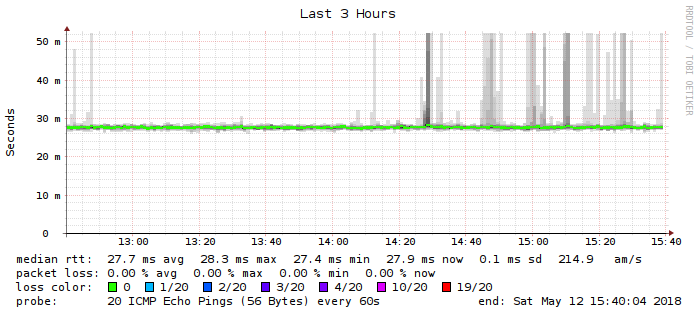 Last 3 Hours
RRDTOOL / TOBI OETIKER
Seconds
50 m
40 m
30 m
20 m
10 m
0
13:00 13:20 13:40 14:00 14:20 14:40 15:00 15:20 15:40
median rtt: 27.7 ms avg 28.3 ms max 27.4 ms min 27.9 ms now 0.1 ms sd 214.9 am/s
packet loss: 0.00 % avg 0.00 % max 0.00 % min 0.00 % now
loss color: 0 1/20 2/20 3/20 4/20 10/20 19/20
probe: 20 ICMP Echo Pings (56 Bytes) every 60s end: Sat May 12 15:40:04 2018